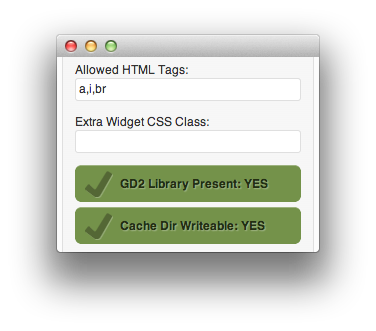 Allowed HTML Tags:
a,i,br
Extra Widget CSS Class:
GD2 Library Present: YES
Cache Dir Writeable: YES